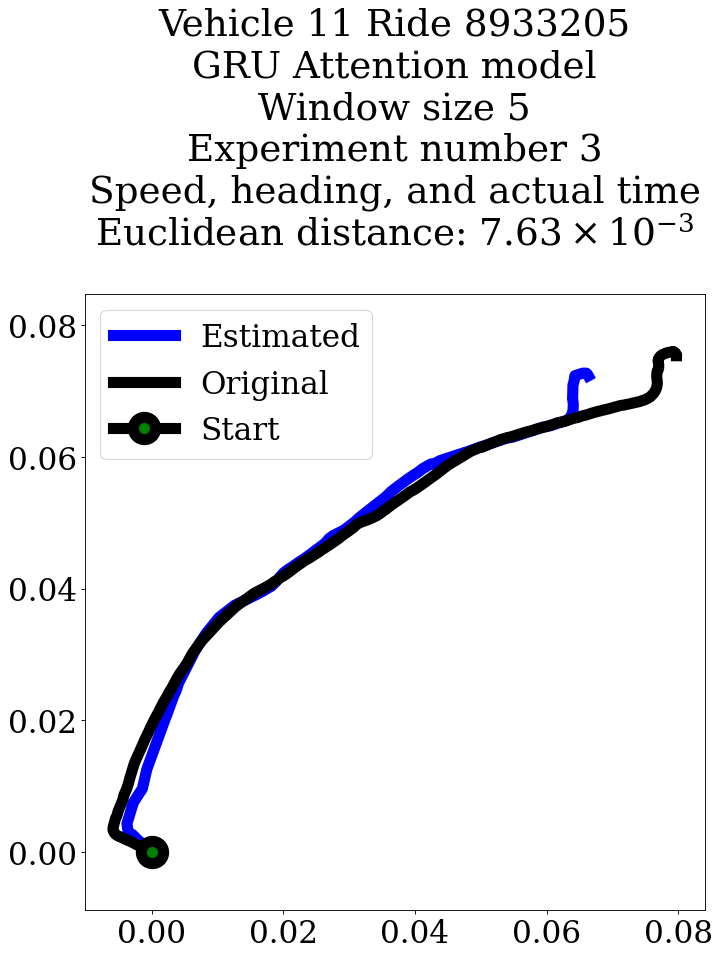 Vehicle 11 Ride 8933205
GRU Attention model
Window size 5
Experiment number 3
Speed, heading, and actual time
Euclidean distance: 7.63 × 10⁻³
Estimated
Original
Start
0.08
0.06
0.04
0.02
0.00
0.00 0.02 0.04 0.06 0.08